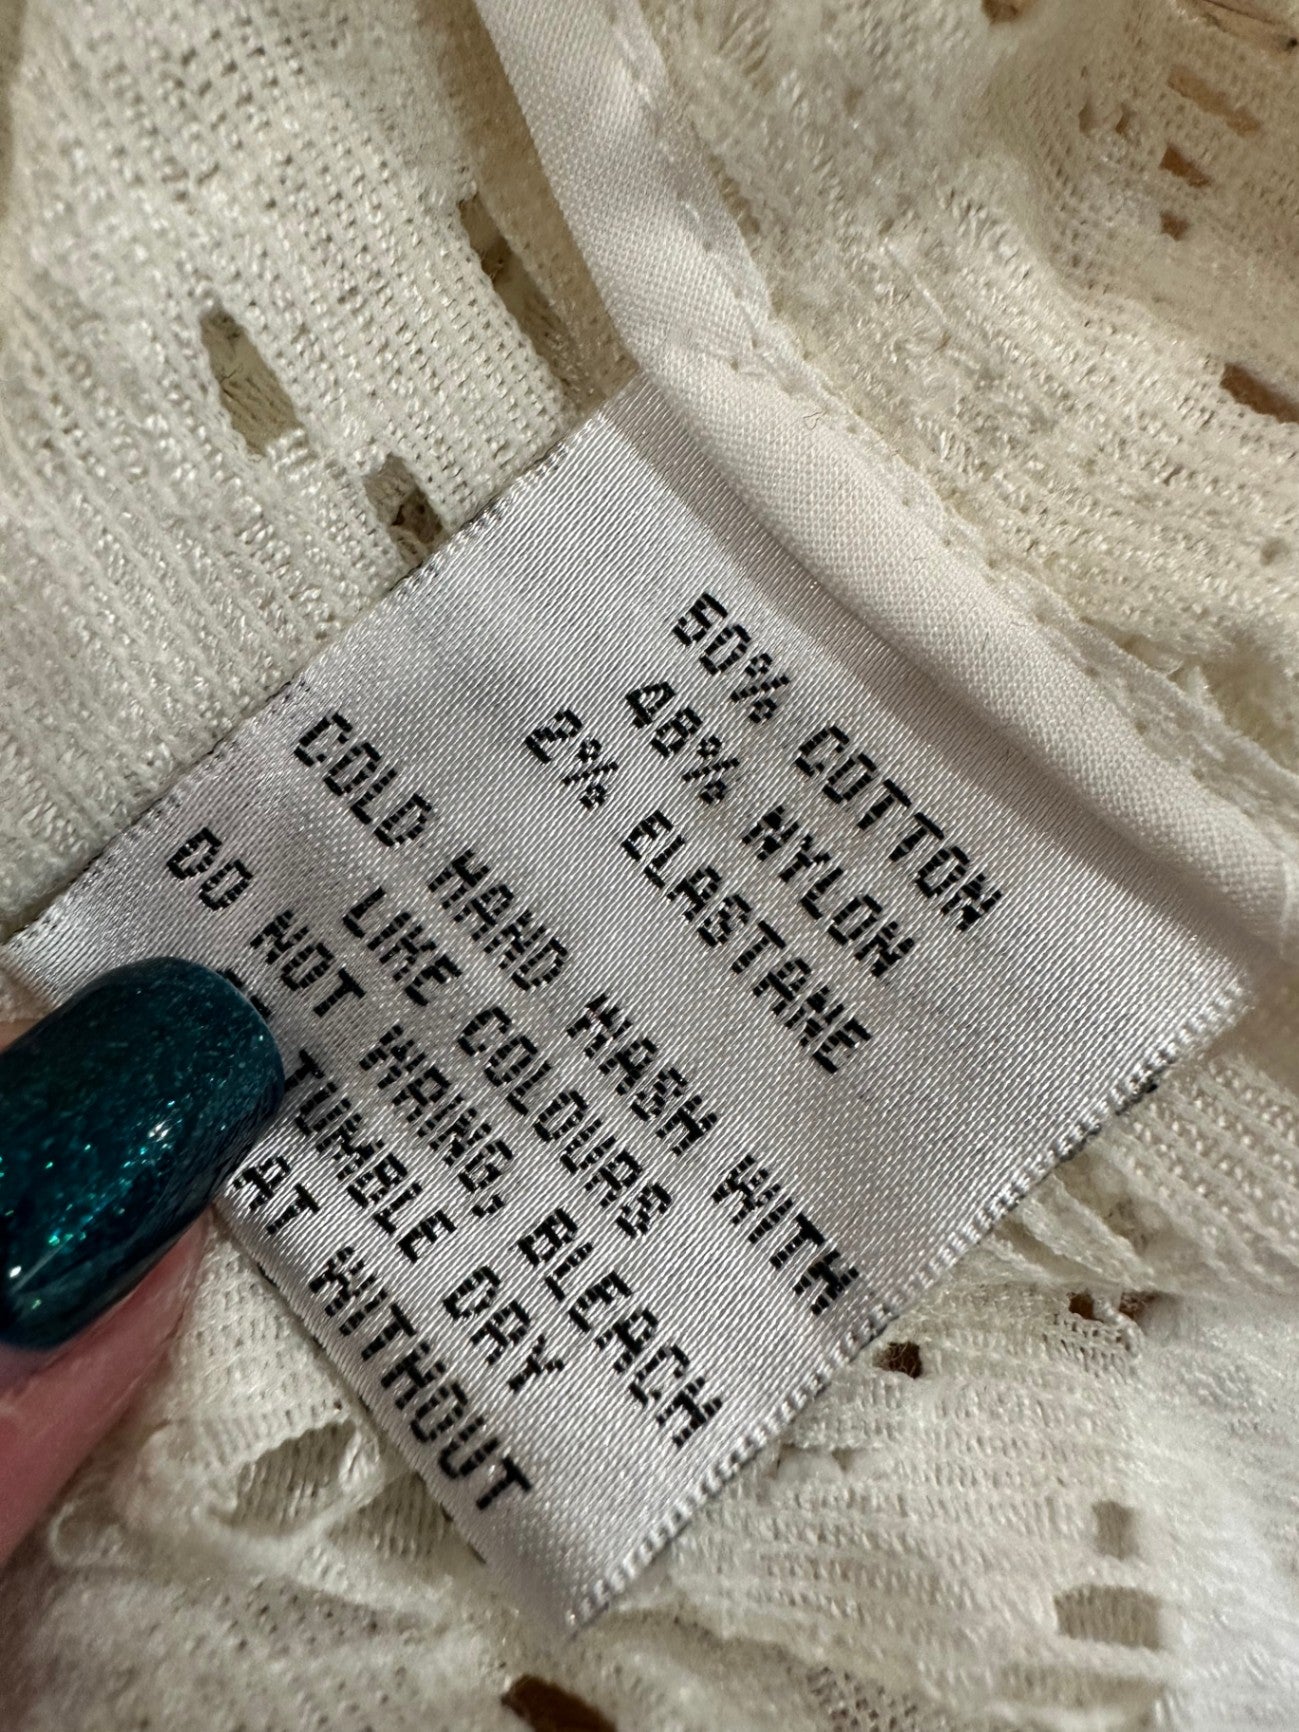 50% COTTON
48% NYLON
2% ELASTANE
COLD HAND WASH WITH
LIKE COLOURS
DO NOT WRING, BLEACH
TUMBLE DRY
AT WITHOUT